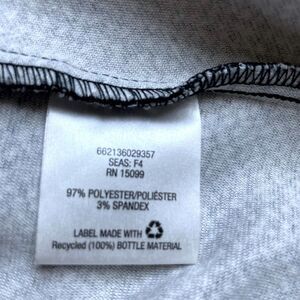 662136029357
SEAS: F4
RN 15099
97% POLYESTER/POLIÉSTER
3% SPANDEX
LABEL MADE WITH
Recycled (100%) BOTTLE MATERIAL